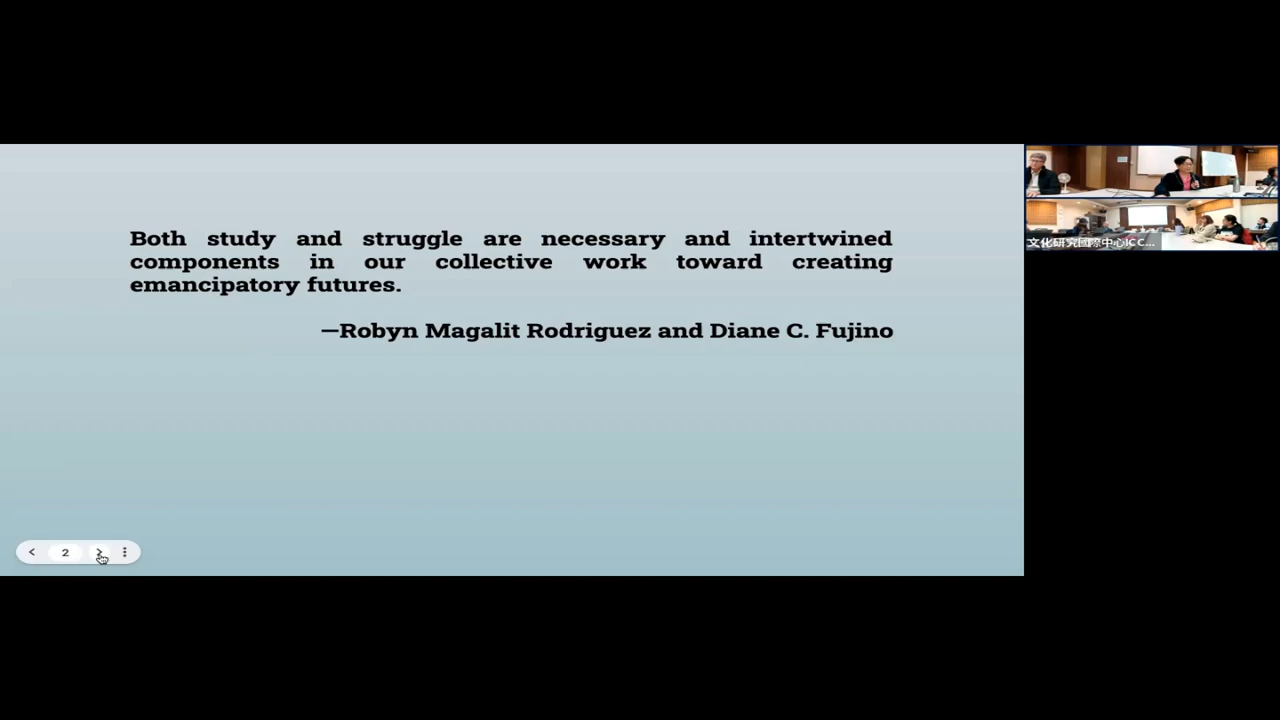 Both study and struggle are necessary and intertwined
components in our collective work toward creating
emancipatory futures.
—Robyn Magalit Rodriguez and Diane C. Fujino
文化研究國際中心ICC...
2